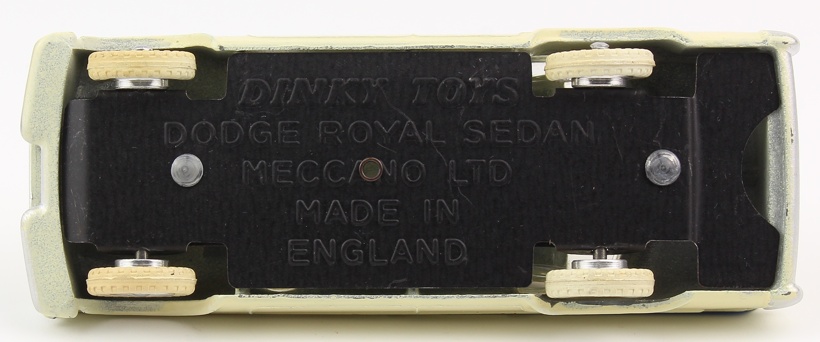 DINKY TOYS
DODGE ROYAL SEDAN
MECCANO LTD
MADE IN
ENGLAND